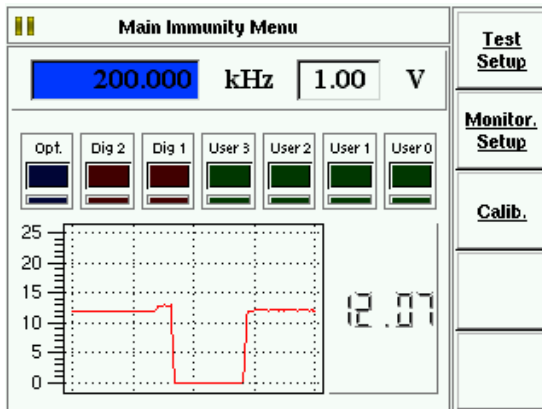 Main Immunity Menu
200.000 kHz 1.00 V
Opt. Dig 2 Dig 1 User 3 User 2 User 1 User 0
25
20
15
10
5
0
12.07
Test
Setup
Monitor.
Setup
Calib.